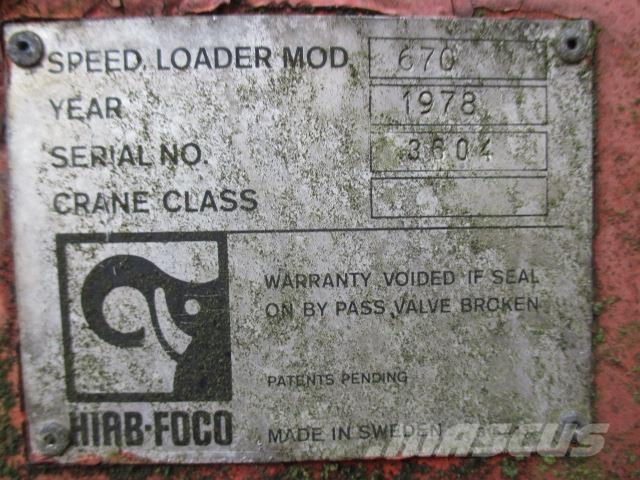 SPEED LOADER MOD. 670
YEAR 1978
SERIAL NO. 3604
CRANE CLASS
WARRANTY VOIDED IF SEAL
ON BY PASS VALVE BROKEN
PATENTS PENDING
HIAB-FOCO
MADE IN SWEDEN
MASCUS